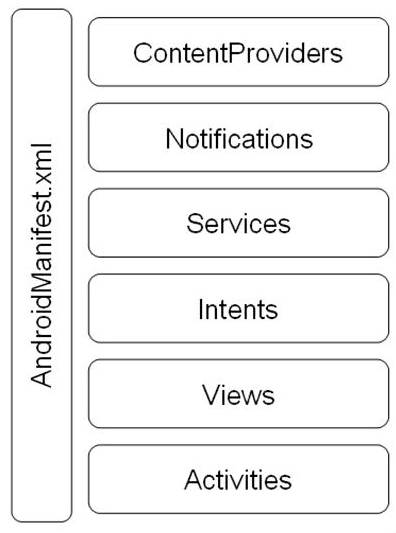 AndroidManifest.xml
ContentProviders
Notifications
Services
Intents
Views
Activities